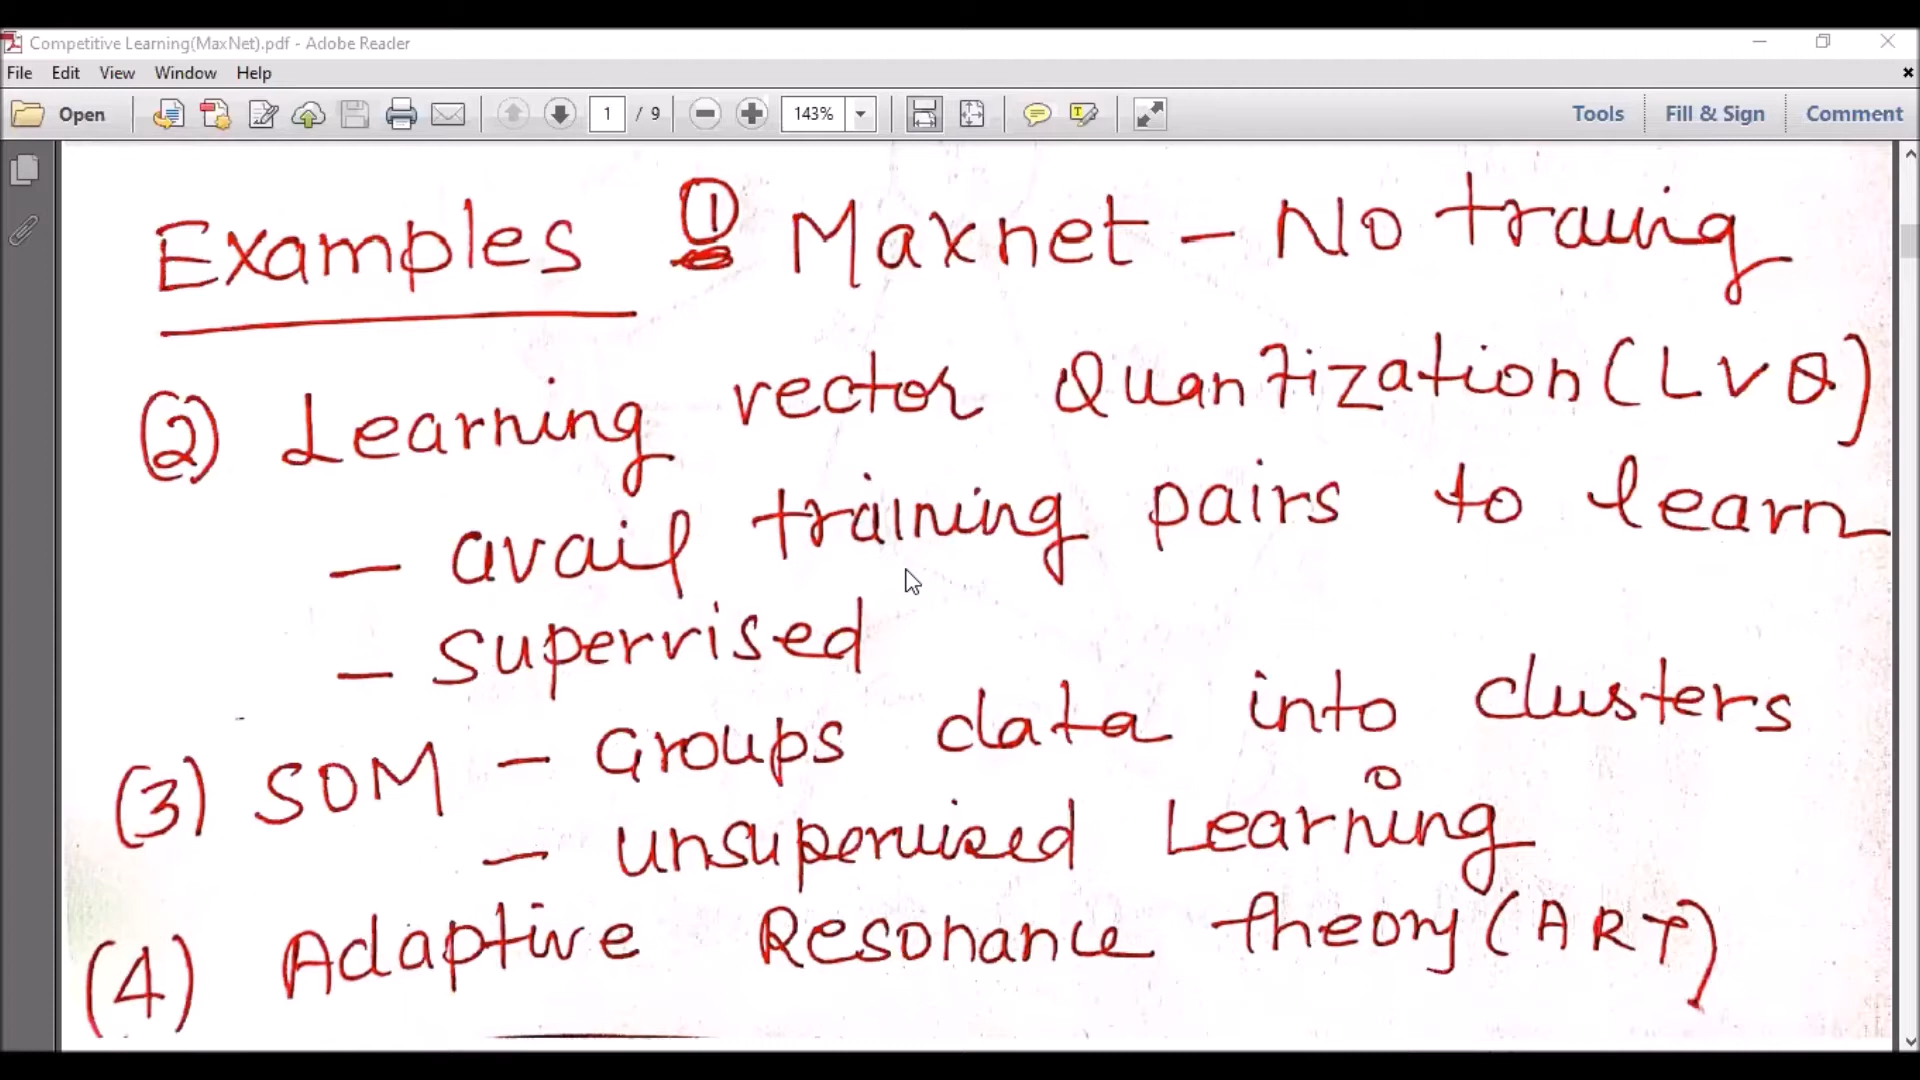 Competitive Learning(MaxNet).pdf - Adobe Reader
File Edit View Window Help
Open 1 / 9 143% Tools Fill & Sign Comment
Examples ① Maxnet - No traing
② Learning vector Quantization (LVQ)
- avail training pairs to learn
- supervised
(3) SOM - Groups data into clusters
- unsupervised Learning
(4) Adaptive Resonance theory (ART)